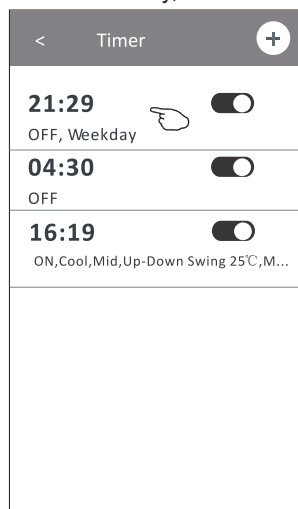 < Timer +
21:29
OFF, Weekday
04:30
OFF
16:19
ON,Cool,Mid,Up-Down Swing 25℃,M...